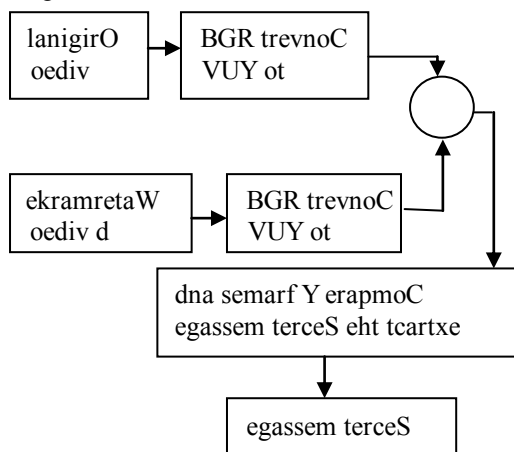 lanigirO
oediv
BGR trevnoC
VUY ot
ekramretaW
oediv d
BGR trevnoC
VUY ot
dna semarf Y erapmoC
egassem terceS eht tcartxe
egassem terceS